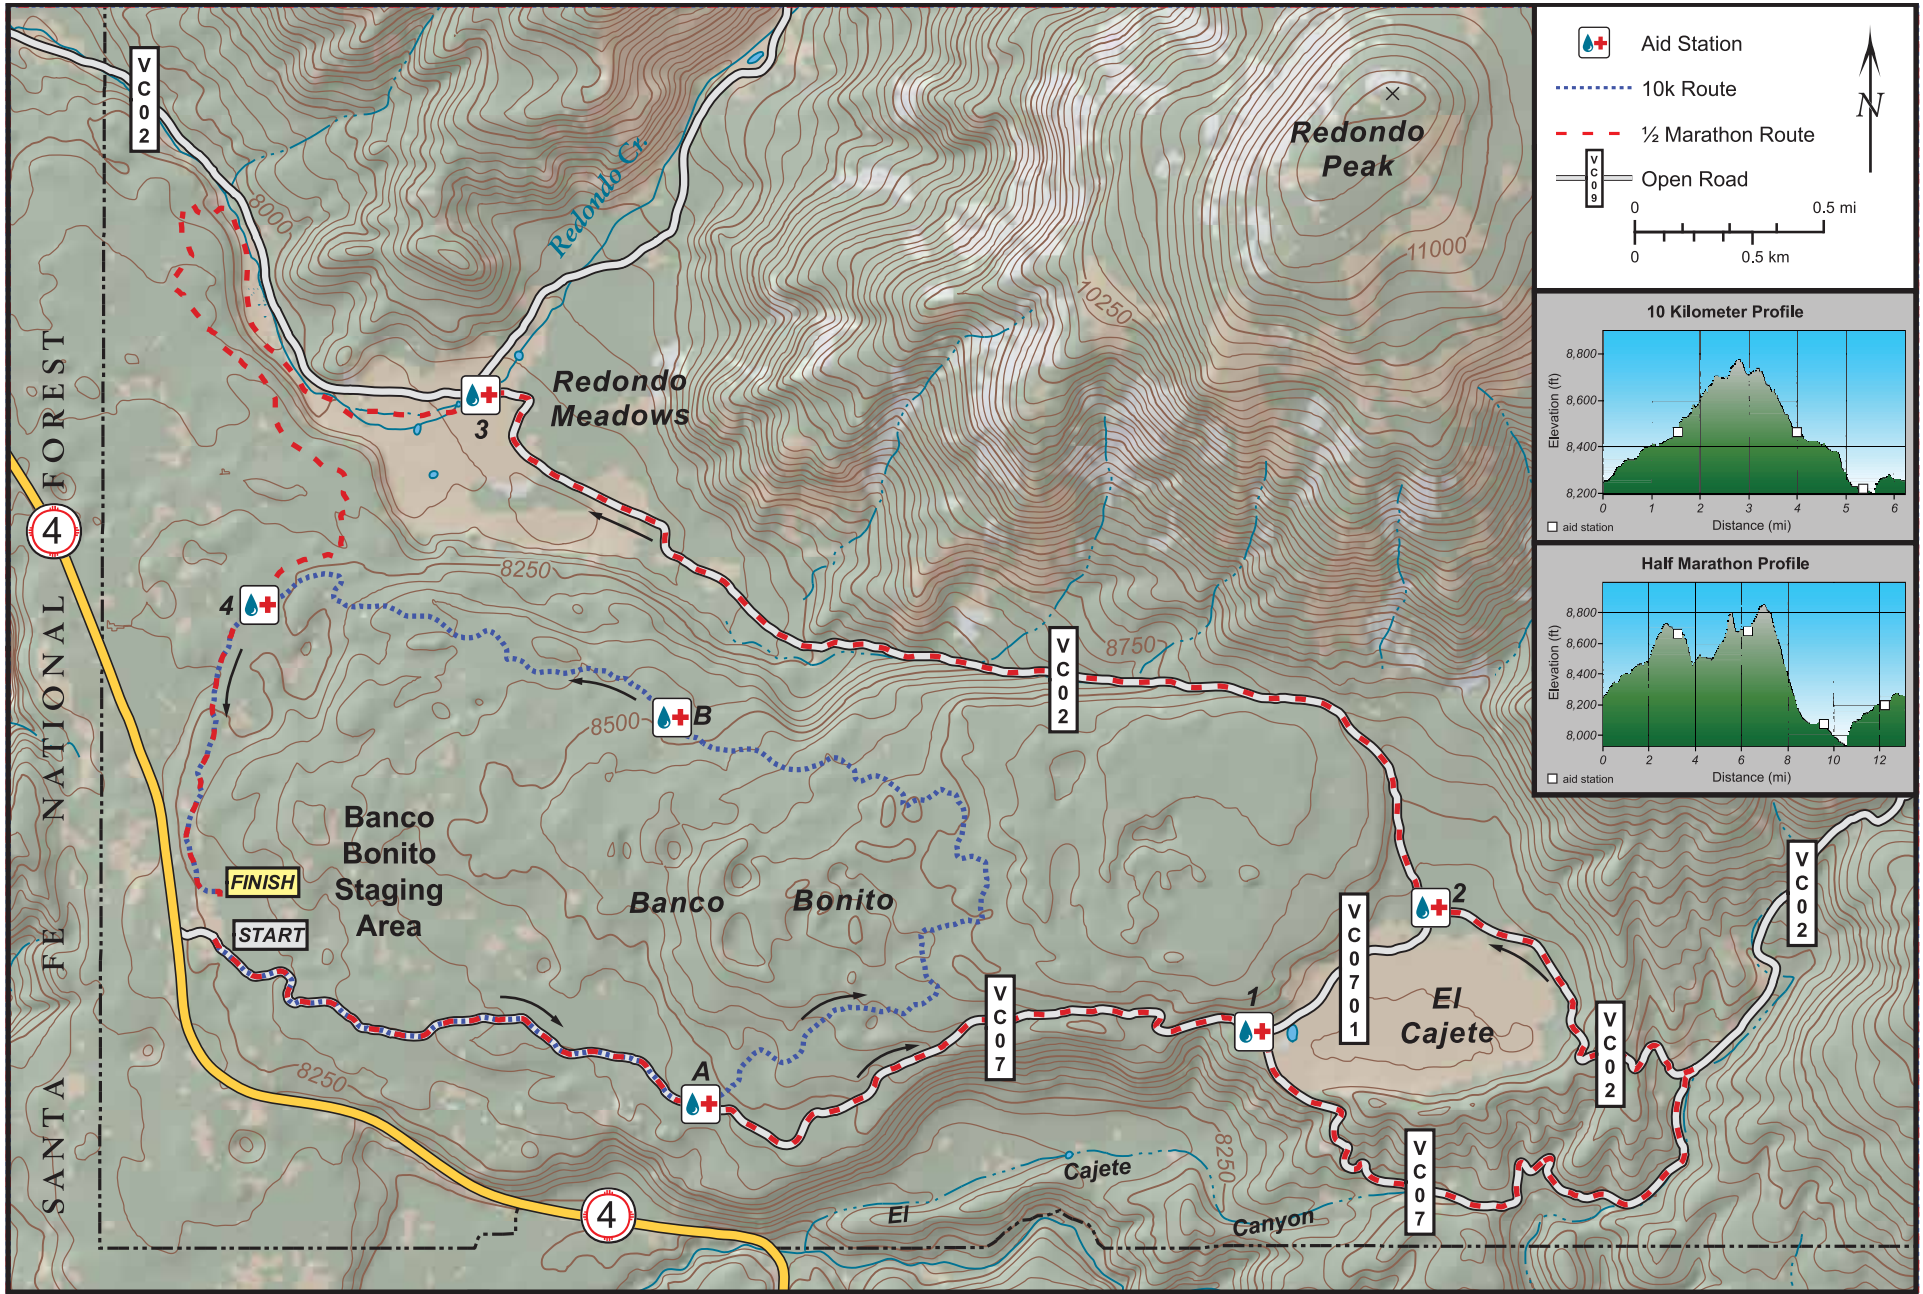 VC02
8000
Redondo Cr.
Redondo
Peak
11000
10250
Aid Station
10k Route
½ Marathon Route
VC09
Open Road
N
0
0.5 mi
0
0.5 km
10 Kilometer Profile
Elevation (ft)
8,800
8,600
8,400
8,200
0 1 2 3 4 5 6
Distance (mi)
aid station
Half Marathon Profile
Elevation (ft)
8,800
8,600
8,400
8,200
8,000
0 2 4 6 8 10 12
Distance (mi)
aid station
SANTA FE NATIONAL FOREST
4
3
Redondo
Meadows
8250
4
8500
B
VC02
8750
Banco
Bonito
Staging
Area
FINISH
START
Banco Bonito
2
VC02
VC0701
El
Cajete
1
VC07
VC02
A
8250
8250
VC07
El Cajete Canyon
4